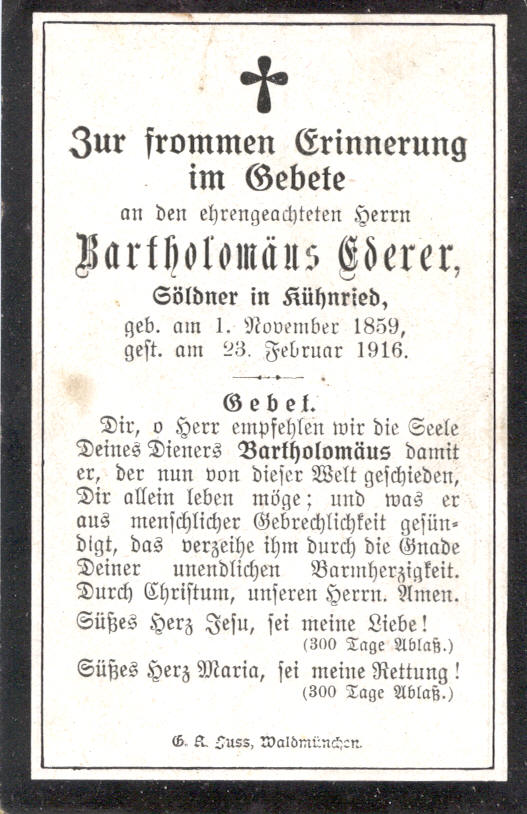 Zur frommen Erinnerung
im Gebete
an den ehrengeachteten Herrn
Bartholomäus Ederer,
Söldner in Kühnried,
geb. am 1. November 1859,
gest. am 23. Februar 1916.
Gebet.
Dir, o Herr empfehlen wir die Seele
Deines Dieners Bartholomäus damit
er, der nun von dieser Welt geschieden,
Dir allein leben möge; und was er
aus menschlicher Gebrechlichkeit gesün-
digt, das verzeihe ihm durch die Gnade
Deiner unendlichen Barmherzigkeit.
Durch Christum, unseren Herrn. Amen.
Süßes Herz Jesu, sei meine Liebe!
(300 Tage Ablaß.)
Süßes Herz Maria, sei meine Rettung!
(300 Tage Ablaß.)
G. K. Luss, Waldmünchen.